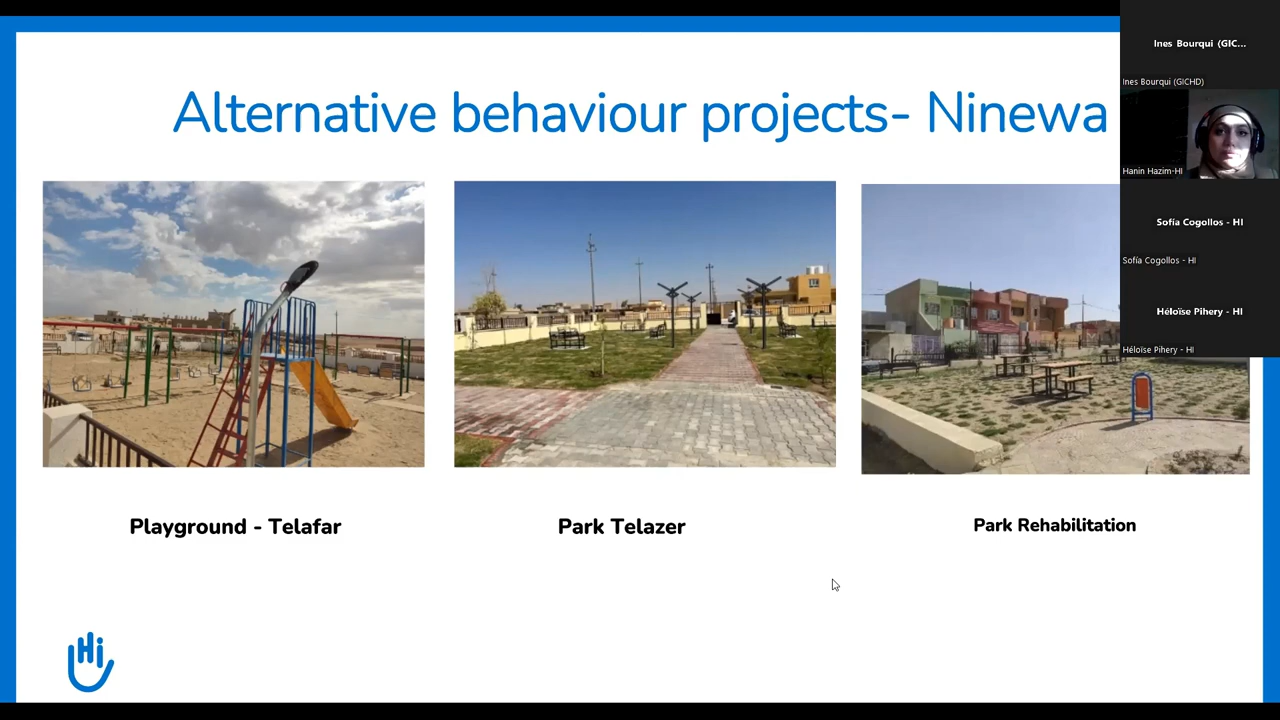 Alternative behaviour projects- Ninewa
Playground - Telafar
Park Telazer
Park Rehabilitation
Hi
Ines Bourqui (GIC...
Ines Bourqui (GICHD)
Hanin Hazim-HI
Sofía Cogollos - HI
Sofía Cogollos - HI
Héloïse Pihery - HI
Héloïse Pihery - HI